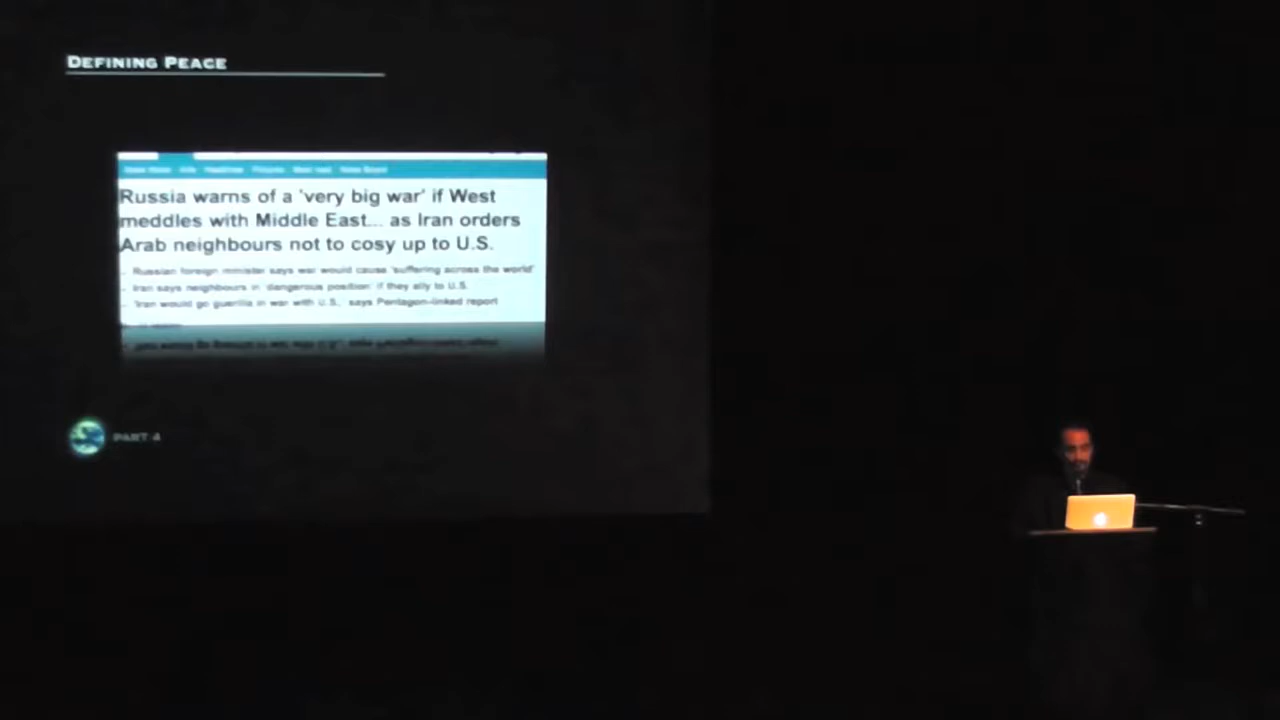 DEFINING PEACE
Russia warns of a 'very big war' if West
meddles with Middle East... as Iran orders
Arab neighbours not to cosy up to U.S.
Russian foreign minister says war would cause 'suffering across the world'
Iran says neighbours in 'dangerous position' if they ally to U.S.
'Iran would go guerilla in war with U.S.' says Pentagon-linked report
PART 4